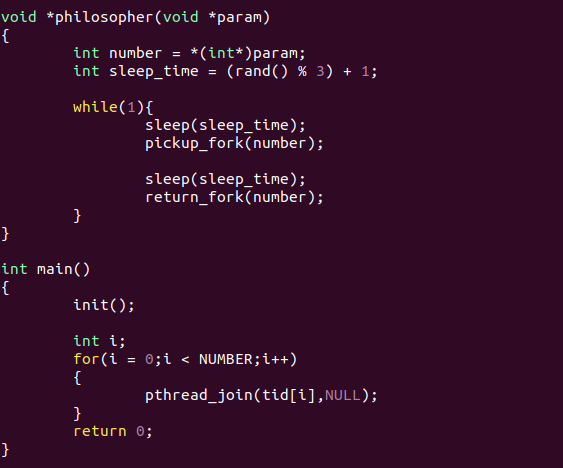 void *philosopher(void *param)
{
        int number = *(int*)param;
        int sleep_time = (rand() % 3) + 1;

        while(1){
                sleep(sleep_time);
                pickup_fork(number);

                sleep(sleep_time);
                return_fork(number);
        }
}

int main()
{
        init();

        int i;
        for(i = 0;i < NUMBER;i++)
        {
                pthread_join(tid[i],NULL);
        }
        return 0;
}